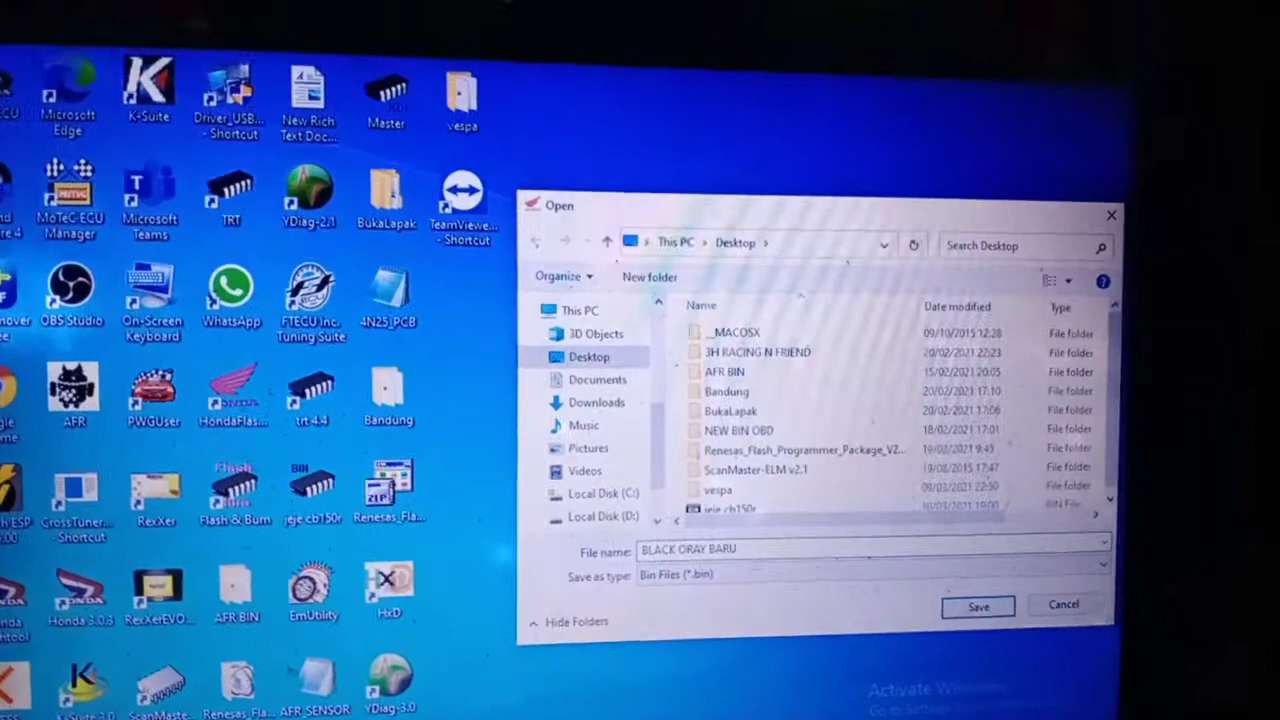 Microsoft Edge
K-Suite
Driver_USB... - Shortcut
New Rich Text Doc...
Master
vespa
MoTeC-ECU Manager
Microsoft Teams
TRT
YDiag-2.1
BukaLapak
TeamViewe... - Shortcut
OBS Studio
On-Screen Keyboard
WhatsApp
FTECU Inc. Tuning Suite
4N25_PCB
AFR
PWGUser
HondaFlas...
trt 4.4
Bandung
CrossTuner... - Shortcut
RexXer
Flash & Burn
jeje cb150r
Renesas_Fla...
Honda 3.0.3
RexXerEVO...
AFR BIN
EmUtility
HxD
K-Suite 3.0
ScanMaste...
Renesas_Fla...
AFR_SENSOR
YDiag-3.0
Open
This PC > Desktop >
Search Desktop
Organize
New folder
This PC
3D Objects
Desktop
Documents
Downloads
Music
Pictures
Videos
Local Disk (C:)
Local Disk (D:)
Name Date modified Type
__MACOSX 09/10/2015 12:28 File folder
3H RACING N FRIEND 20/02/2021 22:23 File folder
AFR BIN 15/02/2021 20:05 File folder
Bandung 20/02/2021 17:10 File folder
BukaLapak 20/02/2021 17:06 File folder
NEW BIN OBD 18/02/2021 17:01 File folder
Renesas_Flash_Programmer_Package_V2... 9:45 File folder
ScanMaster-ELM v2.1 19/08/2015 17:47 File folder
vespa 22:50 File folder
jeje cb150r 19:00 BIN File
File name: BLACK ORAY BARU
Save as type: Bin Files (*.bin)
Hide Folders
Save
Cancel
Activate Windows